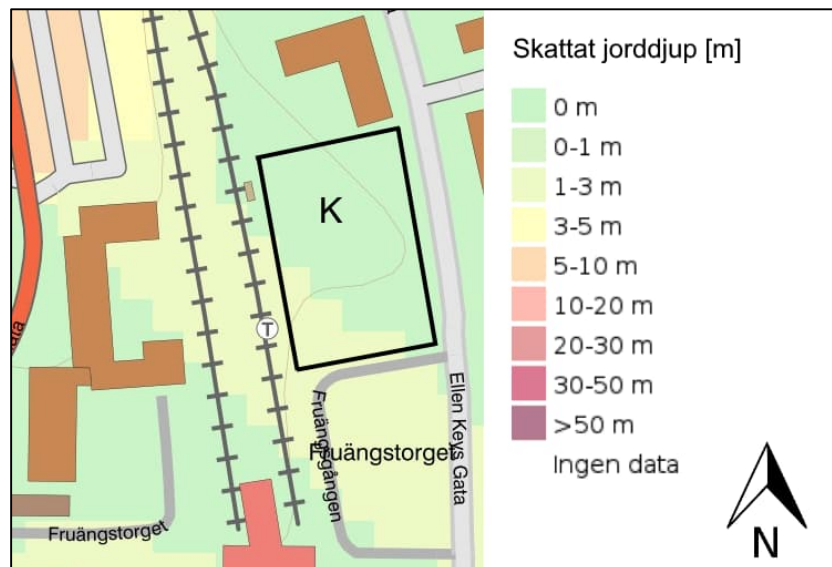 Skattat jorddjup [m]
0 m
0-1 m
1-3 m
3-5 m
5-10 m
10-20 m
20-30 m
30-50 m
>50 m
Ingen data
N
K
T
Ellen Keys Gata
Fruängsgången
Fruängstorget
Fruängstorget